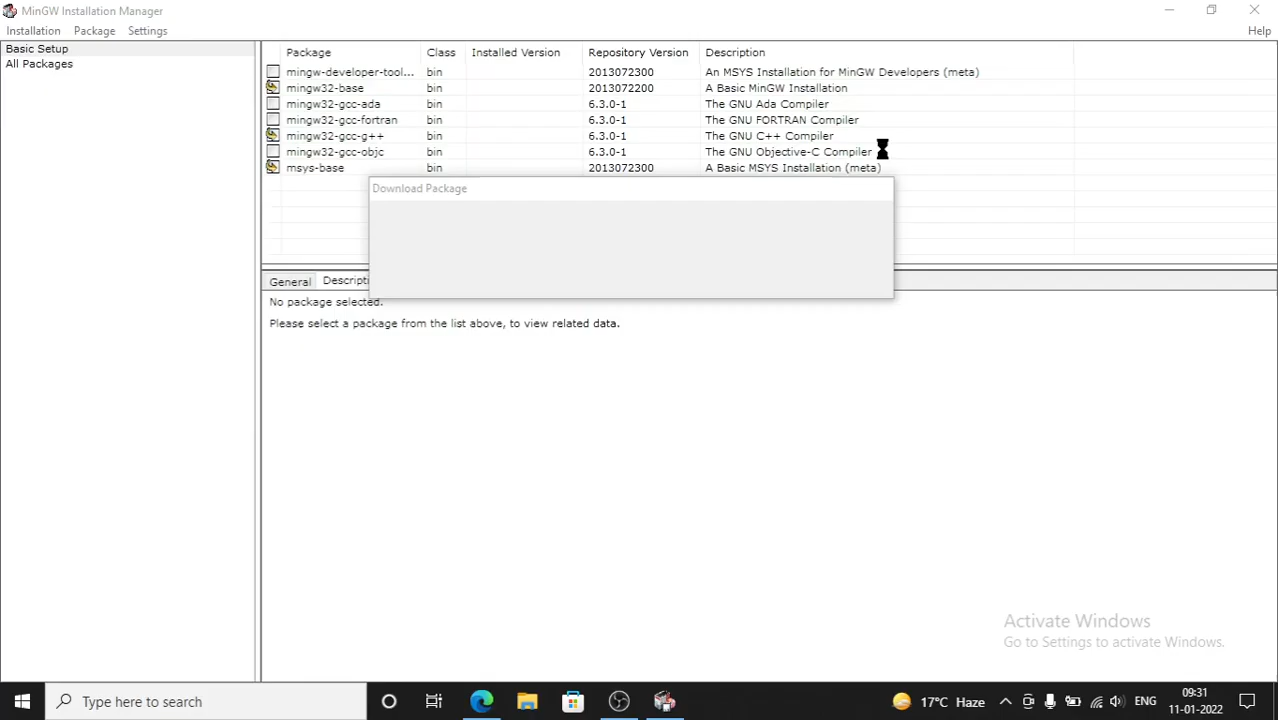 MinGW Installation Manager
Installation Package Settings Help
Basic Setup
All Packages
Package Class Installed Version Repository Version Description
mingw-developer-tool... bin 2013072300 An MSYS Installation for MinGW Developers (meta)
mingw32-base bin 2013072200 A Basic MinGW Installation
mingw32-gcc-ada bin 6.3.0-1 The GNU Ada Compiler
mingw32-gcc-fortran bin 6.3.0-1 The GNU FORTRAN Compiler
mingw32-gcc-g++ bin 6.3.0-1 The GNU C++ Compiler
mingw32-gcc-objc bin 6.3.0-1 The GNU Objective-C Compiler
msys-base bin 2013072300 A Basic MSYS Installation (meta)
Download Package
General Descripti
No package selected.
Please select a package from the list above, to view related data.
Activate Windows
Go to Settings to activate Windows.
Type here to search
17°C Haze
ENG
09:31
11-01-2022